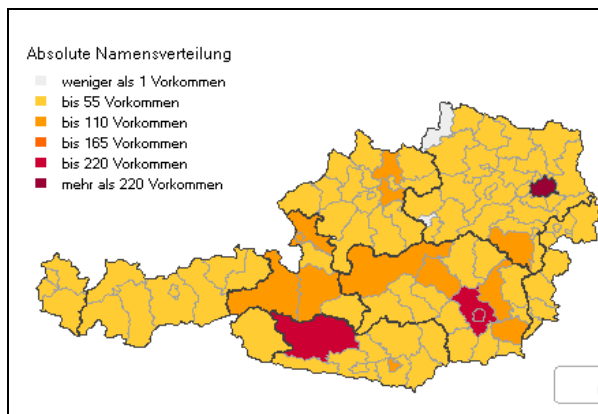 Absolute Namensverteilung
weniger als 1 Vorkommen
bis 55 Vorkommen
bis 110 Vorkommen
bis 165 Vorkommen
bis 220 Vorkommen
mehr als 220 Vorkommen